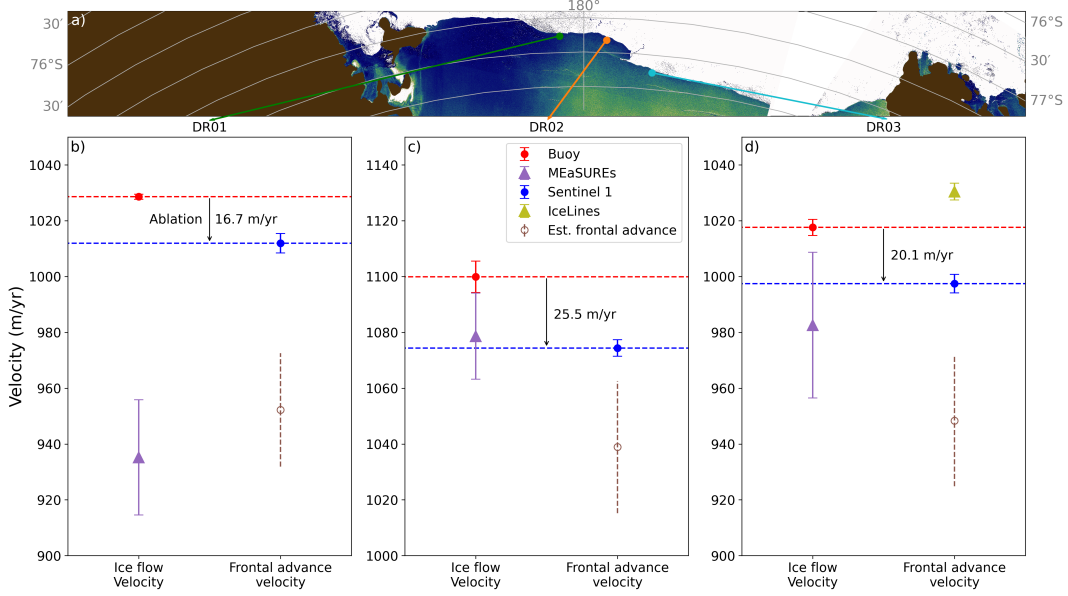 180°
a)
30′
76°S
30′
76°S
30′
77°S
DR01
DR02
DR03
b)
1040
1020
1000
980
960
940
920
900
Velocity (m/yr)
Ablation
16.7 m/yr
Ice flow
Velocity
Frontal advance
velocity
c)
1140
1120
1100
1080
1060
1040
1020
1000
Buoy
MEaSUREs
Sentinel 1
IceLines
Est. frontal advance
25.5 m/yr
Ice flow
Velocity
Frontal advance
velocity
d)
1040
1020
1000
980
960
940
920
900
20.1 m/yr
Ice flow
Velocity
Frontal advance
velocity